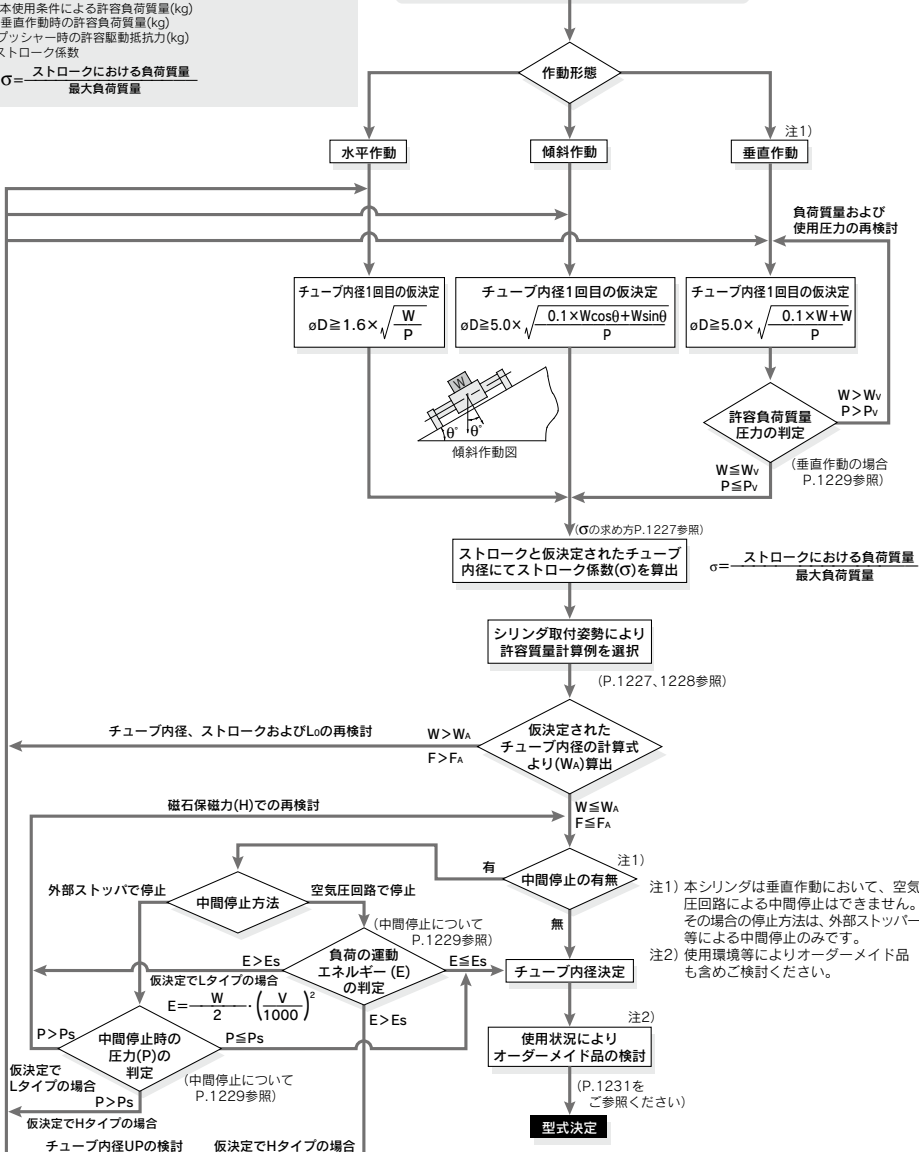 本使用条件による許容負荷質量(kg)
垂直作動時の許容負荷質量(kg)
プッシャー時の許容駆動抵抗力(kg)
ストローク係数
σ=ストロークにおける負荷質量
最大負荷質量
作動形態
水平作動
傾斜作動
注1)
垂直作動
負荷質量および
使用圧力の再検討
チューブ内径1回目の仮決定
øD≧1.6×√W/P
チューブ内径1回目の仮決定
øD≧5.0×√0.1×Wcosθ+Wsinθ/P
チューブ内径1回目の仮決定
øD≧5.0×√0.1×W+W/P
W
θ° θ°
傾斜作動図
許容負荷質量
圧力の判定
W>Wv
P>Pv
W≦Wv
P≦Pv
(垂直作動の場合
P.1229参照)
(σの求め方P.1227参照)
ストロークと仮決定されたチューブ
内径にてストローク係数(σ)を算出
σ=ストロークにおける負荷質量
最大負荷質量
シリンダ取付姿勢により
許容質量計算例を選択
(P.1227、1228参照)
チューブ内径、ストロークおよびL0の再検討
W>WA
F>FA
仮決定された
チューブ内径の計算式
より(WA)算出
磁石保磁力(H)での再検討
W≦WA
F≦FA
有
中間停止の有無
注1)
無
外部ストッパで停止
中間停止方法
空気圧回路で停止
(中間停止について
P.1229参照)
E>Es
負荷の運動
エネルギー(E)
の判定
E≦Es
仮決定でLタイプの場合
E=W/2・(V/1000)²
E>Es
チューブ内径決定
P>Ps
中間停止時の
圧力(P)の
判定
P≦Ps
仮決定で
Lタイプの場合
(中間停止について
P.1229参照)
P>Ps
仮決定でHタイプの場合
チューブ内径UPの検討
仮決定でHタイプの場合
注2)
使用状況により
オーダーメイド品の検討
(P.1231を
ご参照ください)
型式決定
注1) 本シリンダは垂直作動において、空気
圧回路による中間停止はできません。
その場合の停止方法は、外部ストッパー
等による中間停止のみです。
注2) 使用環境等によりオーダーメイド品
も含めご検討ください。